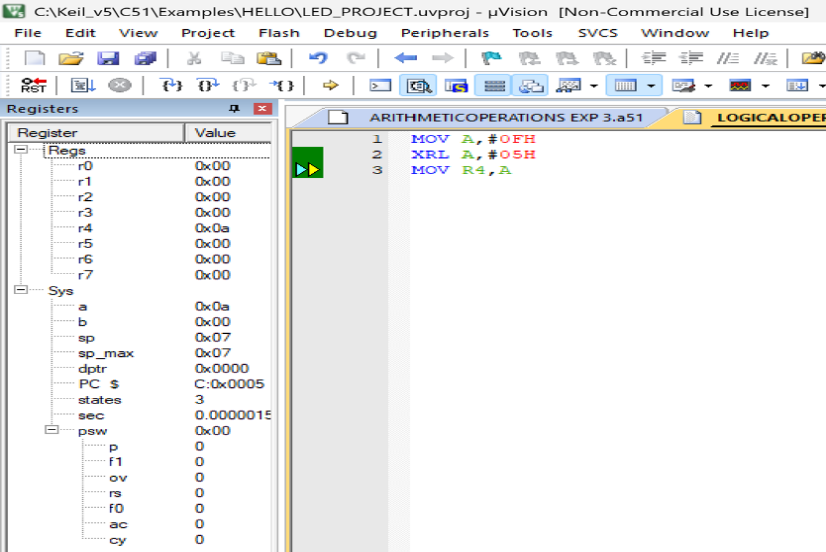 C:\Keil_v5\C51\Examples\HELLO\LED_PROJECT.uvproj - µVision [Non-Commercial Use License]
File Edit View Project Flash Debug Peripherals Tools SVCS Window Help
RST
Registers
ARITHMETICOPERATIONS EXP 3.a51 LOGICALOPER
Register Value
Regs
r0 0x00
r1 0x00
r2 0x00
r3 0x00
r4 0x0a
r5 0x00
r6 0x00
r7 0x00
Sys
a 0x0a
b 0x00
sp 0x07
sp_max 0x07
dptr 0x0000
PC $ C:0x0005
states 3
sec 0.0000015
psw 0x00
p 0
f1 0
ov 0
rs 0
f0 0
ac 0
cy 0
1 MOV A,#0FH
2 XRL A,#05H
3 MOV R4,A